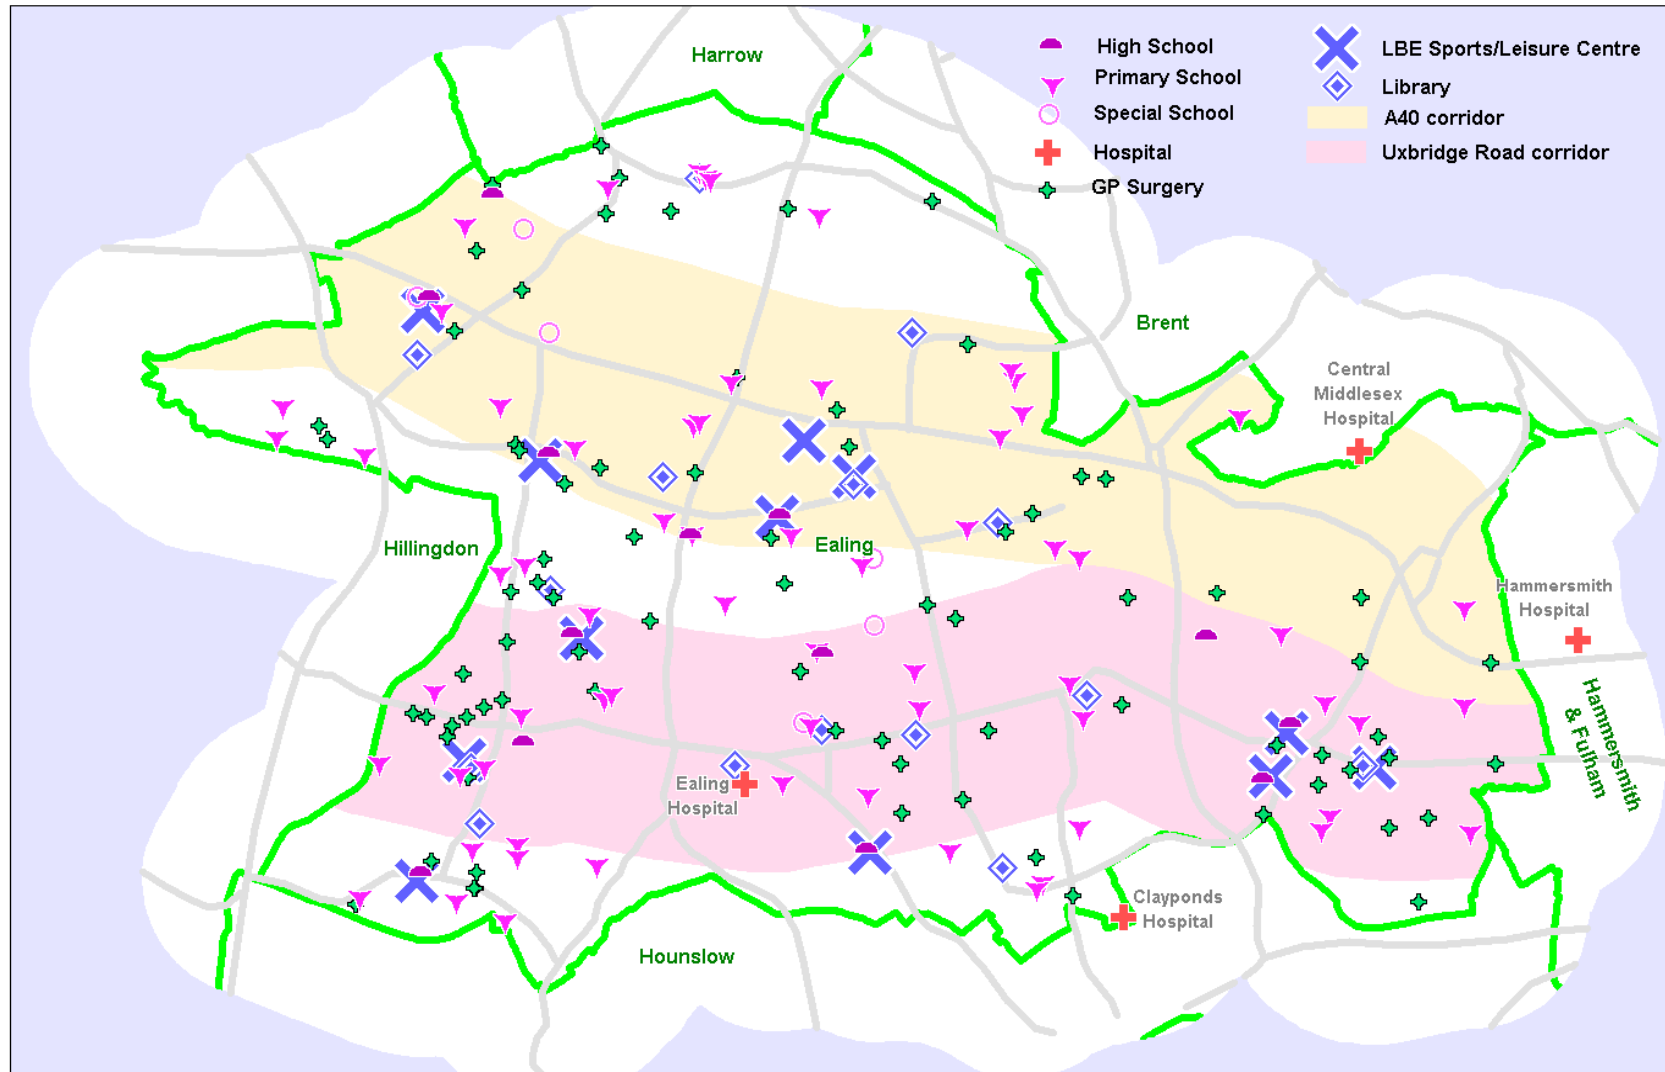 Harrow
High School
Primary School
Special School
Hospital
GP Surgery
LBE Sports/Leisure Centre
Library
A40 corridor
Uxbridge Road corridor
Brent
Central
Middlesex
Hospital
Hillingdon
Ealing
Hammersmith
Hospital
Hammersmith
& Fulham
Ealing
Hospital
Clayponds
Hospital
Hounslow